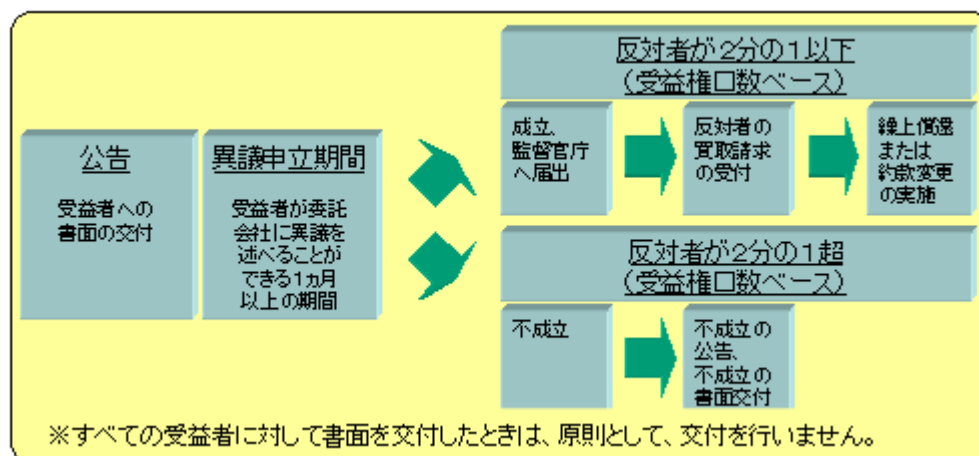 公告
受益者への
書面の交付
異議申立期間
受益者が委託
会社に異議を
述べることが
できる1ヵ月
以上の期間
反対者が2分の1以下
(受益権口数ベース)
成立、
監督官庁
へ届出
反対者の
買取請求
の受付
繰上償還
または
約款変更
の実施
反対者が2分の1超
(受益権口数ベース)
不成立
不成立の
公告、
不成立の
書面交付
※すべての受益者に対して書面を交付したときは、原則として、交付を行いません。